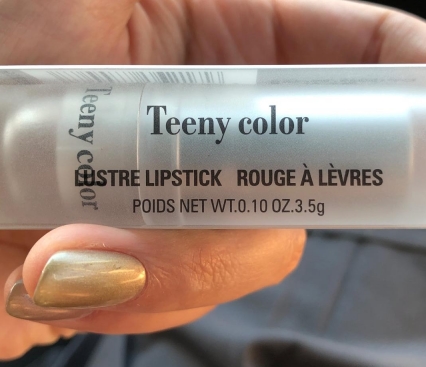 Teeny color
Teeny color
LUSTRE LIPSTICK ROUGE À LÈVRES
POIDS NET WT.0.10 OZ.3.5g